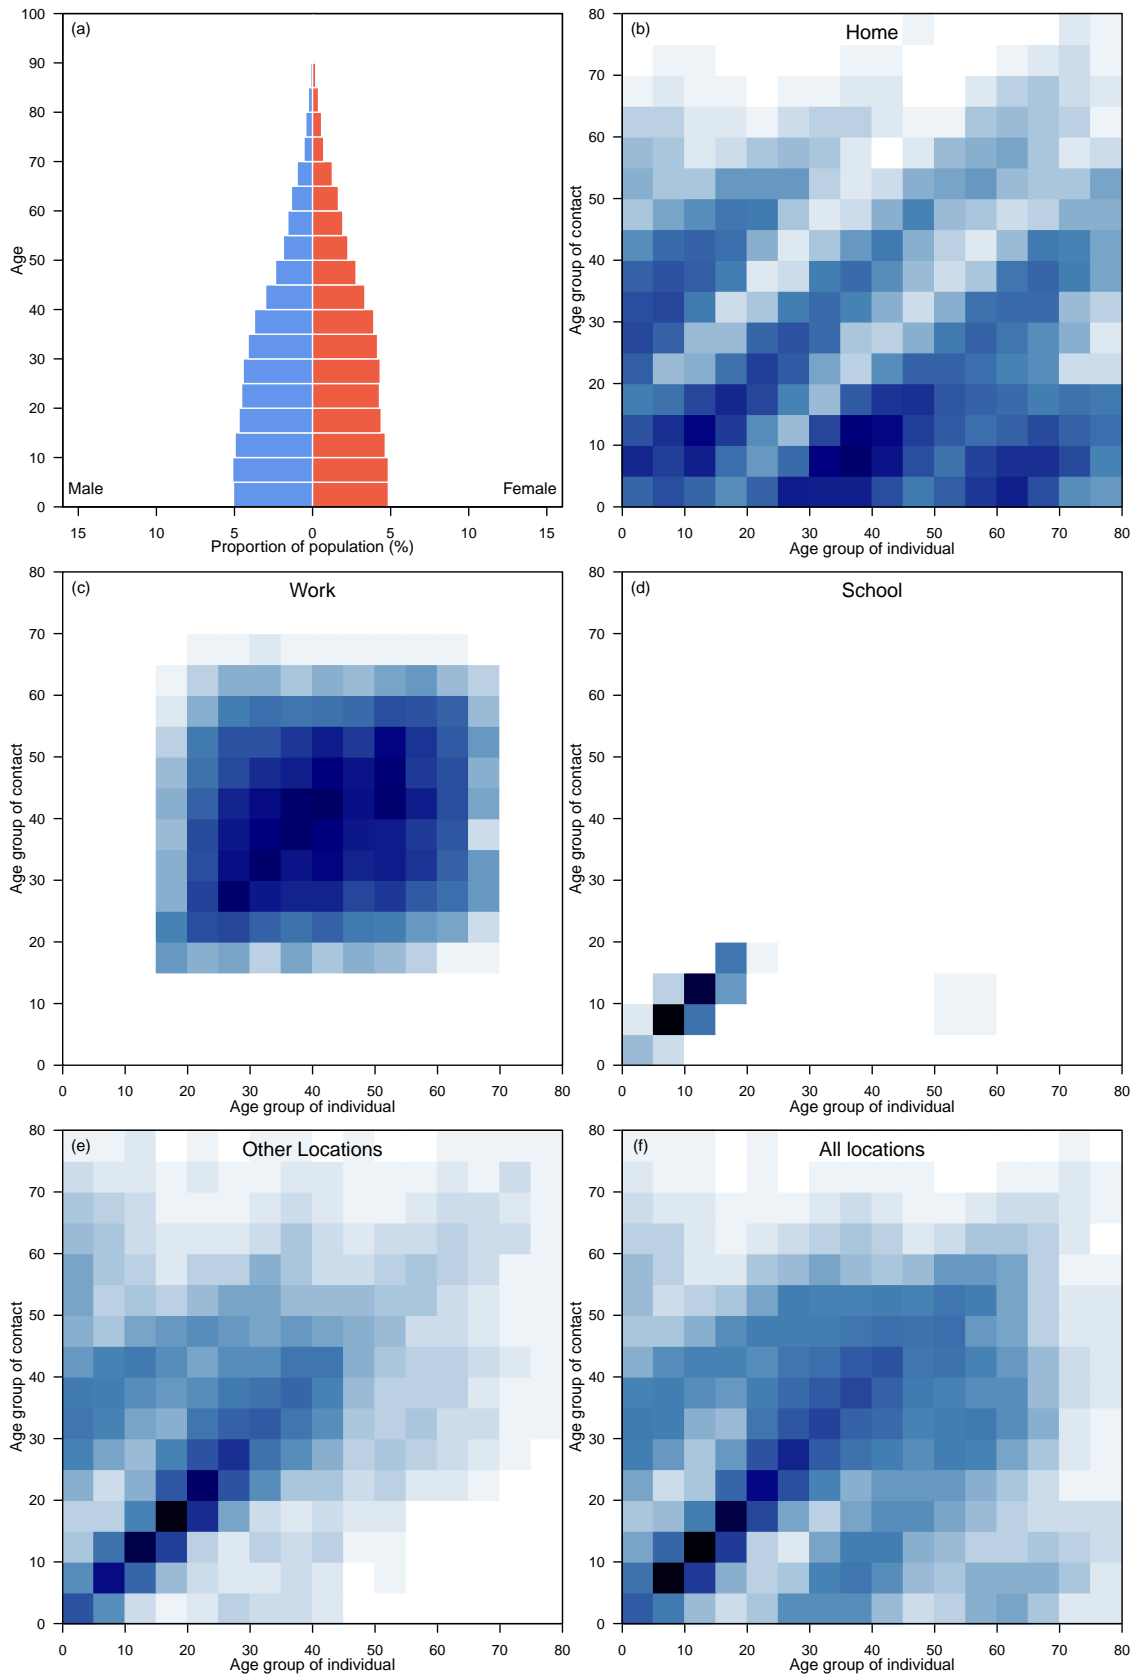 (a)
100
90
80
70
60
50
40
30
20
10
0
Age
Male
Female
15 10 5 0 5 10 15
Proportion of population (%)
(b)
Home
80
70
60
50
40
30
20
10
0
Age group of contact
0 10 20 30 40 50 60 70 80
Age group of individual
(c)
Work
80
70
60
50
40
30
20
10
0
Age group of contact
0 10 20 30 40 50 60 70 80
Age group of individual
(d)
School
80
70
60
50
40
30
20
10
0
Age group of contact
0 10 20 30 40 50 60 70 80
Age group of individual
(e)
Other Locations
80
70
60
50
40
30
20
10
0
Age group of contact
0 10 20 30 40 50 60 70 80
Age group of individual
(f)
All locations
80
70
60
50
40
30
20
10
0
Age group of contact
0 10 20 30 40 50 60 70 80
Age group of individual